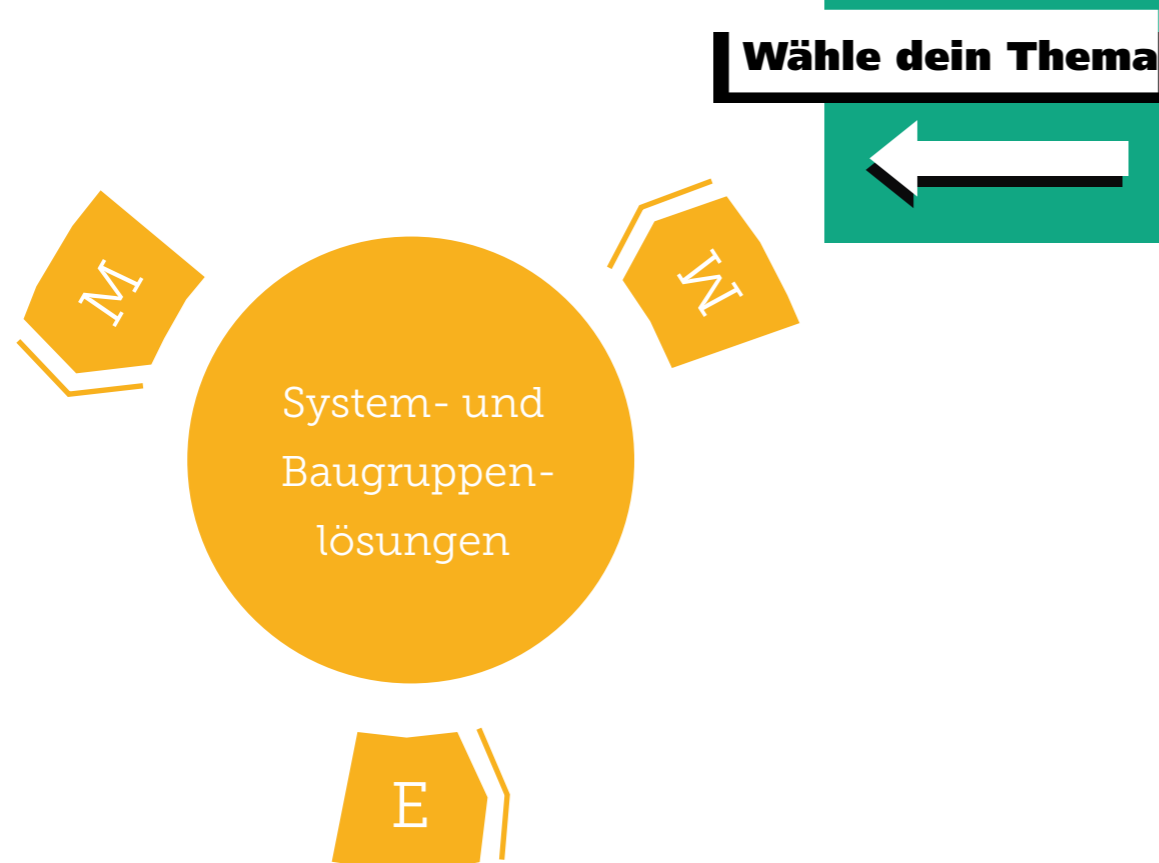 Wähle dein Thema
M
M
System- und
Baugruppen-
lösungen
E